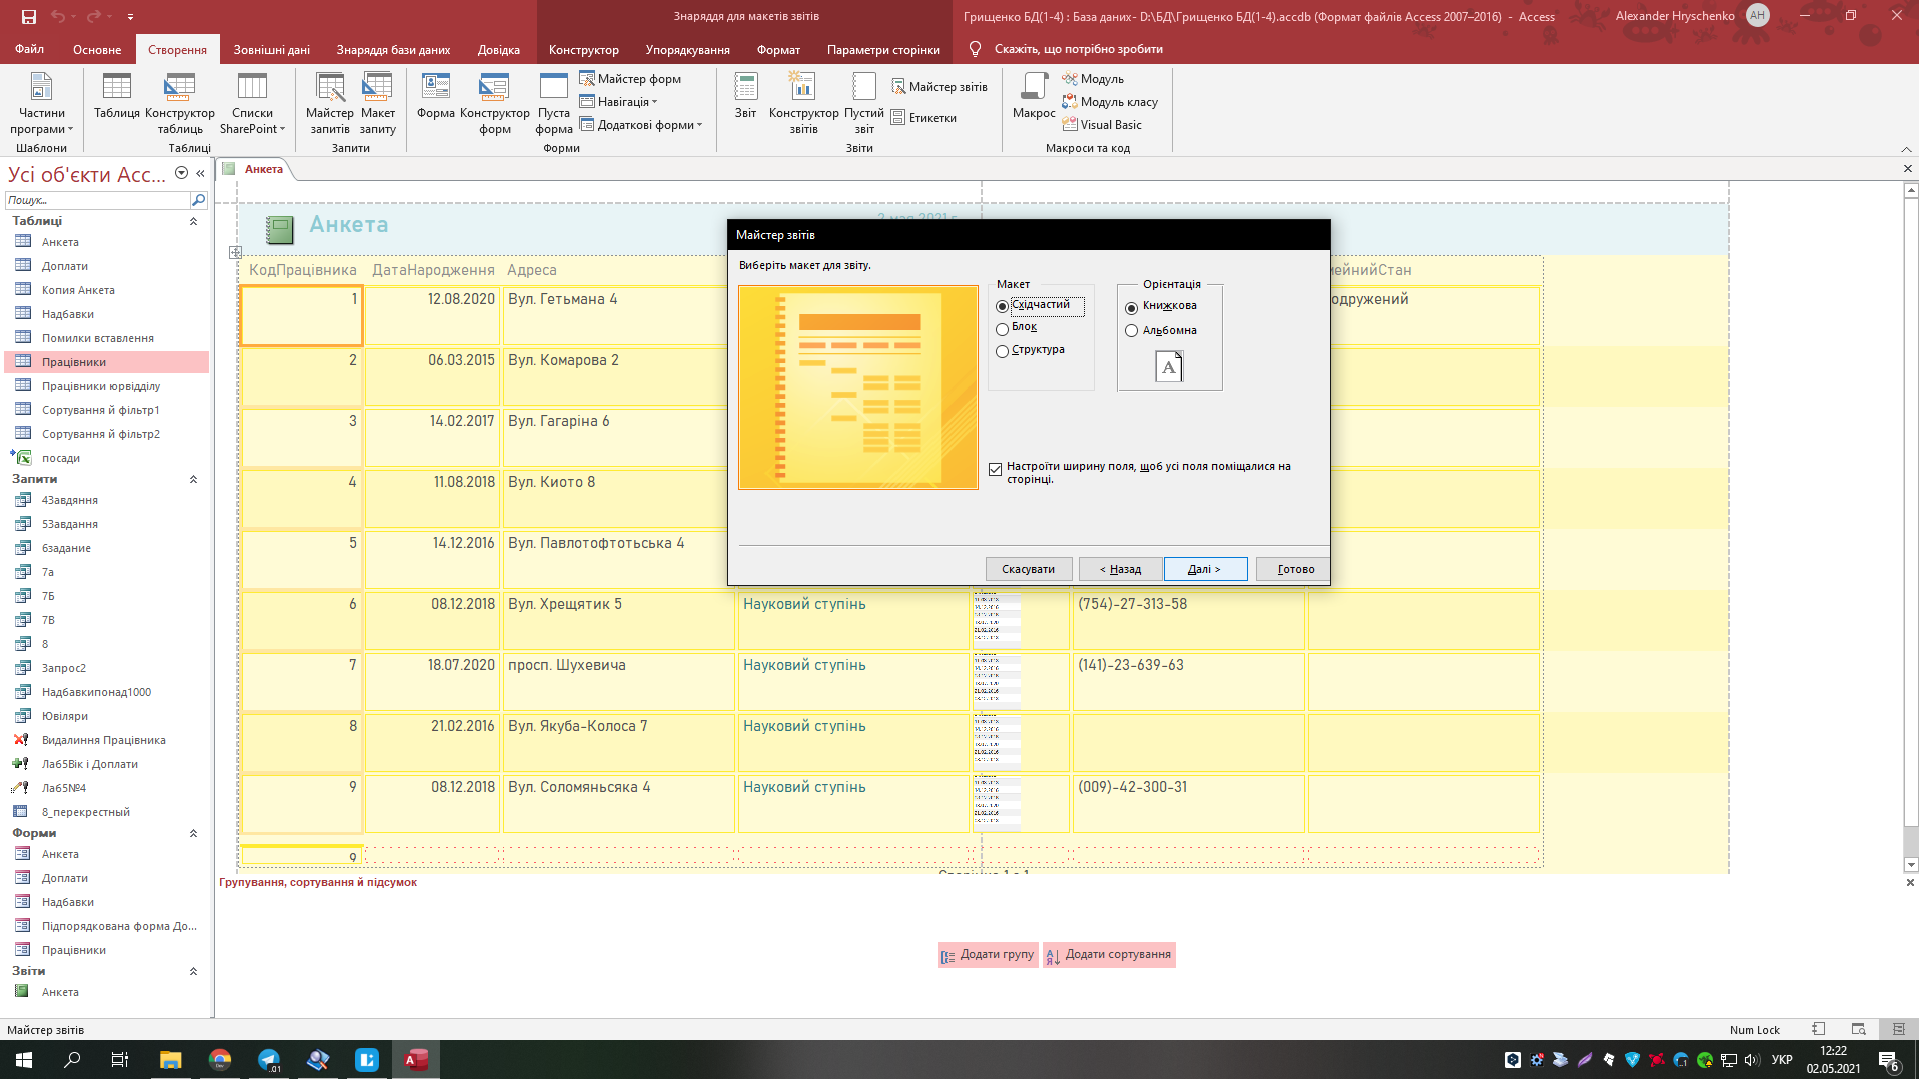 Знаряддя для макетів звітів
Грищенко БД(1-4) : База даних- D:\БД\Грищенко БД(1-4).accdb (Формат файлів Access 2007–2016) - Access
Alexander Hryschenko
AH
Файл
Основне
Створення
Зовнішні дані
Знаряддя бази даних
Довідка
Конструктор
Упорядкування
Формат
Параметри сторінки
Скажіть, що потрібно зробити
Частини програми
Таблиця
Конструктор таблиць
Списки SharePoint
Майстер запитів
Макет запиту
Форма
Конструктор форм
Пуста форма
Майстер форм
Навігація
Додаткові форми
Звіт
Конструктор звітів
Пустий звіт
Майстер звітів
Етикетки
Макрос
Модуль
Модуль класу
Visual Basic
Шаблони
Таблиці
Запити
Форми
Звіти
Макроси та код
Усі об'єкти Acc...
Пошук...
Таблиці
Анкета
Доплати
Копия Анкета
Надбавки
Помилки вставлення
Працівники
Працівники юрвідділу
Сортування й фільтр1
Сортування й фільтр2
посади
Запити
4Завдяння
5Завдання
6задание
7а
7Б
7В
8
Запрос2
Надбавкипонад1000
Ювіляри
Видалиння Працівника
Ла65Вік і Доплати
Ла65№4
8_перекрестный
Форми
Анкета
Доплати
Надбавки
Підпорядкована форма До...
Працівники
Звіти
Анкета
Анкета
Анкета
КодПрацівника
ДатаНародження
Адреса
1
12.08.2020
Вул. Гетьмана 4
2
06.03.2015
Вул. Комарова 2
3
14.02.2017
Вул. Гагаріна 6
4
11.08.2018
Вул. Киото 8
5
14.12.2016
Вул. Павлотофтотьська 4
6
08.12.2018
Вул. Хрещятик 5
Науковий ступінь
(754)-27-313-58
7
18.07.2020
просп. Шухевича
Науковий ступінь
(141)-23-639-63
8
21.02.2016
Вул. Якуба-Колоса 7
Науковий ступінь
9
08.12.2018
Вул. Соломяньсяка 4
Науковий ступінь
(009)-42-300-31
9
Майстер звітів
Виберіть макет для звіту.
Макет
Східчастий
Блок
Структура
Орієнтація
Книжкова
Альбомна
A
Настроїти ширину поля, щоб усі поля поміщалися на
сторінці.
Скасувати
< Назад
Далі >
Готово
Групування, сортування й підсумок
Додати групу
Додати сортування
Майстер звітів
Num Lock
УКР
12:22
02.05.2021
6